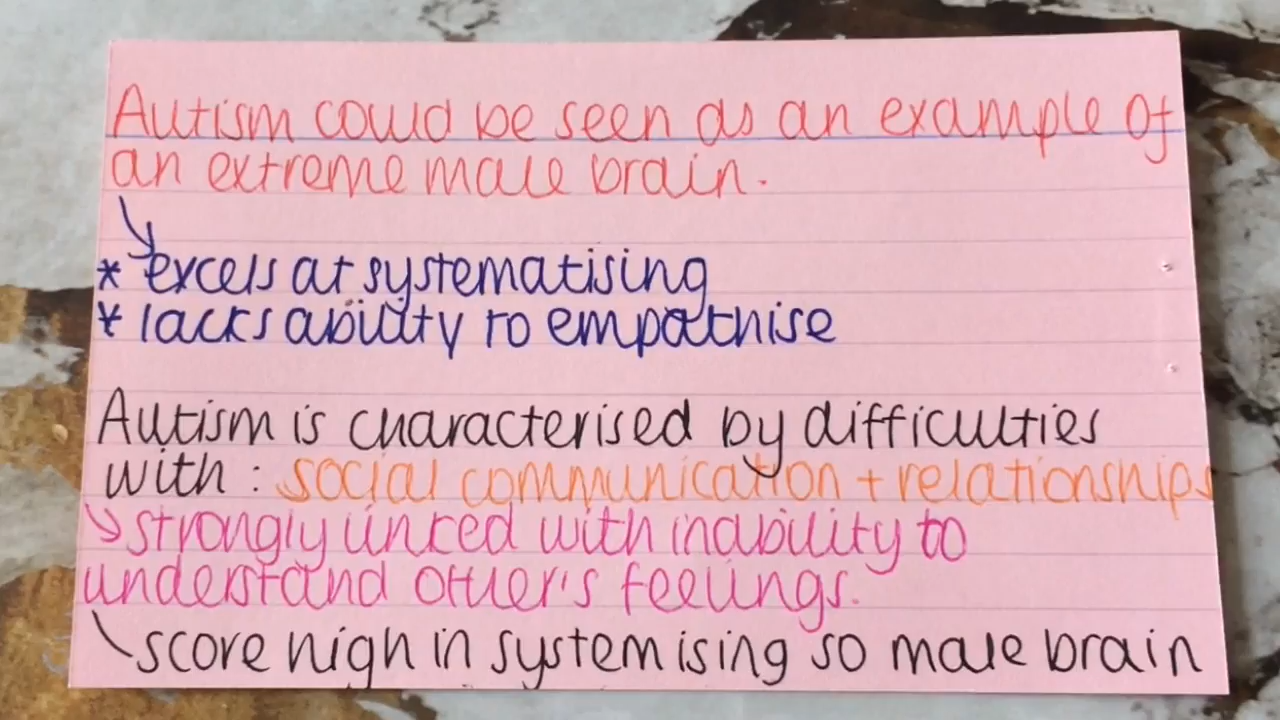 Autism could be seen as an example of
an extreme male brain.
* excels at systematising
* lacks ability to empathise
Autism is characterised by difficulties
with: social communication + relationships
strongly linked with inability to
understand other's feelings.
score high in systemising so male brain